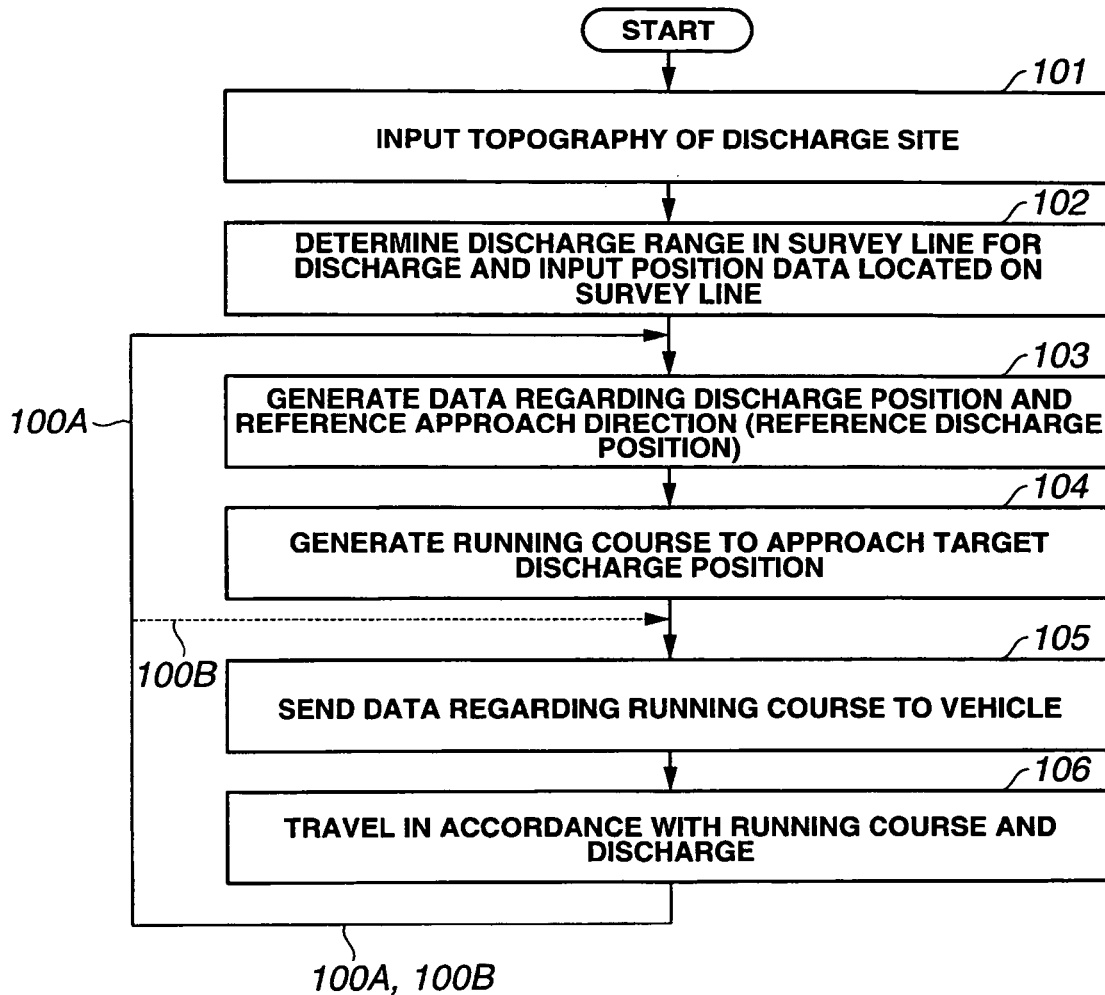 START
101
INPUT TOPOGRAPHY OF DISCHARGE SITE
102
DETERMINE DISCHARGE RANGE IN SURVEY LINE FOR
DISCHARGE AND INPUT POSITION DATA LOCATED ON
SURVEY LINE
103
GENERATE DATA REGARDING DISCHARGE POSITION AND
REFERENCE APPROACH DIRECTION (REFERENCE DISCHARGE
POSITION)
100A
104
GENERATE RUNNING COURSE TO APPROACH TARGET
DISCHARGE POSITION
100B
105
SEND DATA REGARDING RUNNING COURSE TO VEHICLE
106
TRAVEL IN ACCORDANCE WITH RUNNING COURSE AND
DISCHARGE
100A, 100B